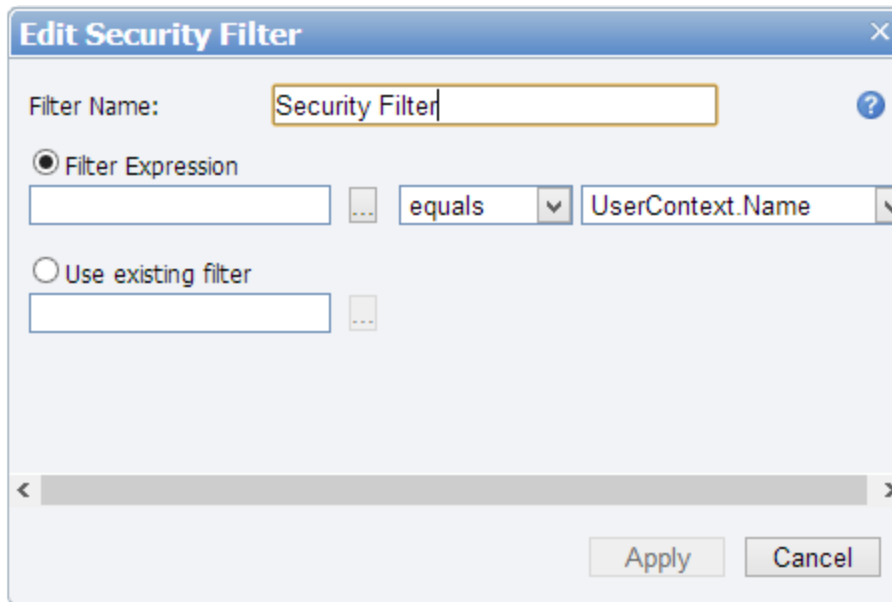 Edit Security Filter
Filter Name: Security Filter
Filter Expression
... equals UserContext.Name
Use existing filter
...
Apply Cancel